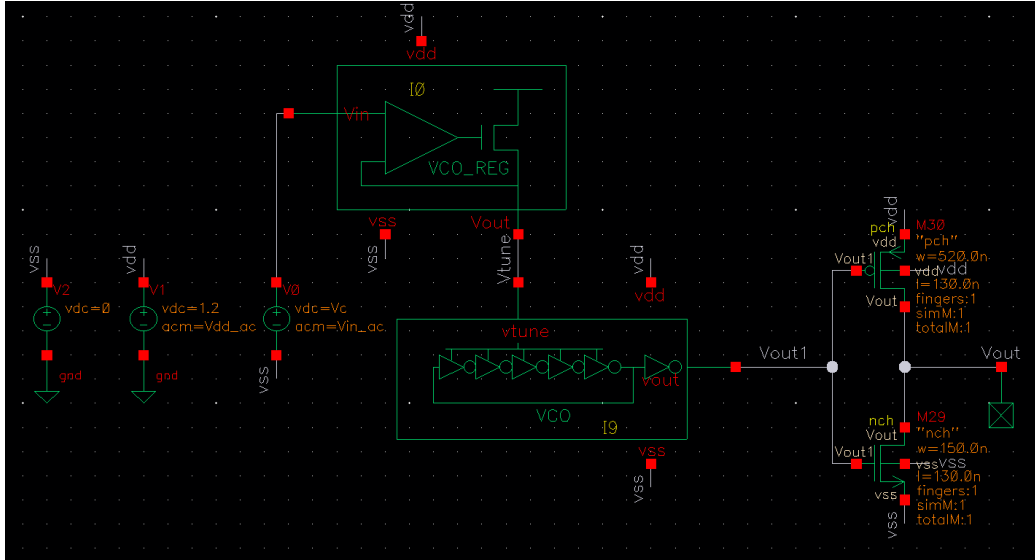 vdd
vdd
I0
Vin
VCO_REG
vss
vss
Vout
Vtune
vdd
vdd
vss
V2
vdc=0
gnd
vdd
V1
vdc=1.2
acm=Vdd_ac
gnd
V0
vdc=Vc
acm=Vin_ac
vss
vtune
vout
VCO
I9
vss
vss
Vout1
vdd
pch
vdd
Vout1
vdd
vdd
Vout
M30
"pch"
w=520.0n
l=130.0n
fingers:1
simM:1
totalM:1
Vout
nch
Vout
Vout1
vss
VSS
vss
vss
M29
"nch"
w=150.0n
l=130.0n
fingers:1
simM:1
totalM:1